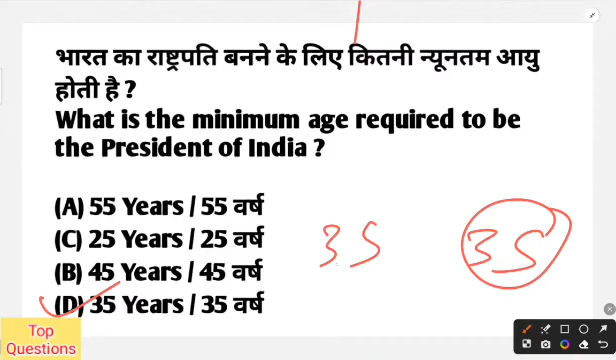 भारत का राष्ट्रपति बनने के लिए कितनी न्यूनतम आयु
होती है ?
What is the minimum age required to be
the President of India ?
(A) 55 Years / 55 वर्ष
(C) 25 Years / 25 वर्ष
(B) 45 Years / 45 वर्ष
(D) 35 Years / 35 वर्ष
35
35
Top
Questions